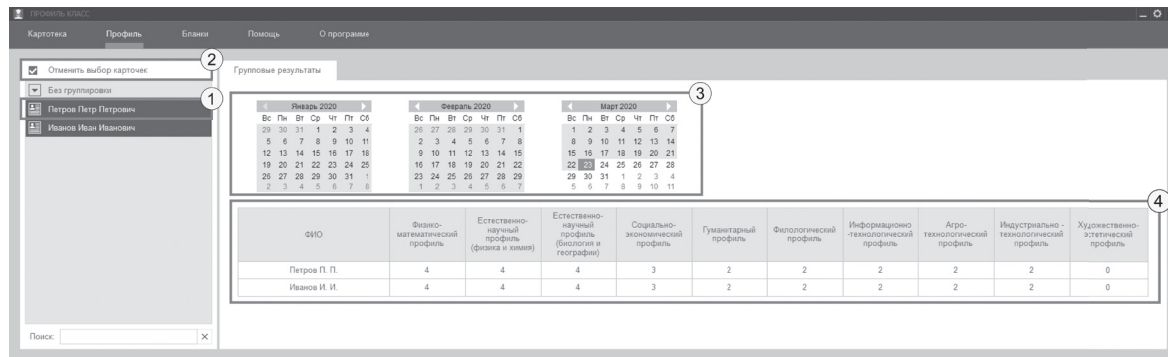 ПРОФИЛЬ КЛАСС
Картотека Профиль Бланки Помощь О программе
2
Отменить выбор карточек
Без группировки
1
Петров Петр Петрович
Иванов Иван Иванович
Поиск:
Групповые результаты
3
Январь 2020
Вс Пн Вт Ср Чт Пт Сб
29 30 31 1 2 3 4
5 6 7 8 9 10 11
12 13 14 15 16 17 18
19 20 21 22 23 24 25
26 27 28 29 30 31 1
2 3 4 5 6 7 8
Февраль 2020
Вс Пн Вт Ср Чт Пт Сб
26 27 28 29 30 31 1
2 3 4 5 6 7 8
9 10 11 12 13 14 15
16 17 18 19 20 21 22
23 24 25 26 27 28 29
1 2 3 4 5 6 7
Март 2020
Вс Пн Вт Ср Чт Пт Сб
1 2 3 4 5 6 7
8 9 10 11 12 13 14
15 16 17 18 19 20 21
22 23 24 25 26 27 28
29 30 31 1 2 3 4
5 6 7 8 9 10 11
4
ФИО
Физико-
математический
профиль
Естественно-
научный
профиль
(физика и химия)
Естественно-
научный
профиль
(биология и
географии)
Социально-
экономический
профиль
Гуманитарный
профиль
Филологический
профиль
Информационно
-технологический
профиль
Агро-
технологический
профиль
Индустриально -
технологический
профиль
Художественно-
эстетический
профиль
Петров П. П. 4 4 4 3 2 2 2 2 2 0
Иванов И. И. 4 4 4 3 2 2 2 2 2 0